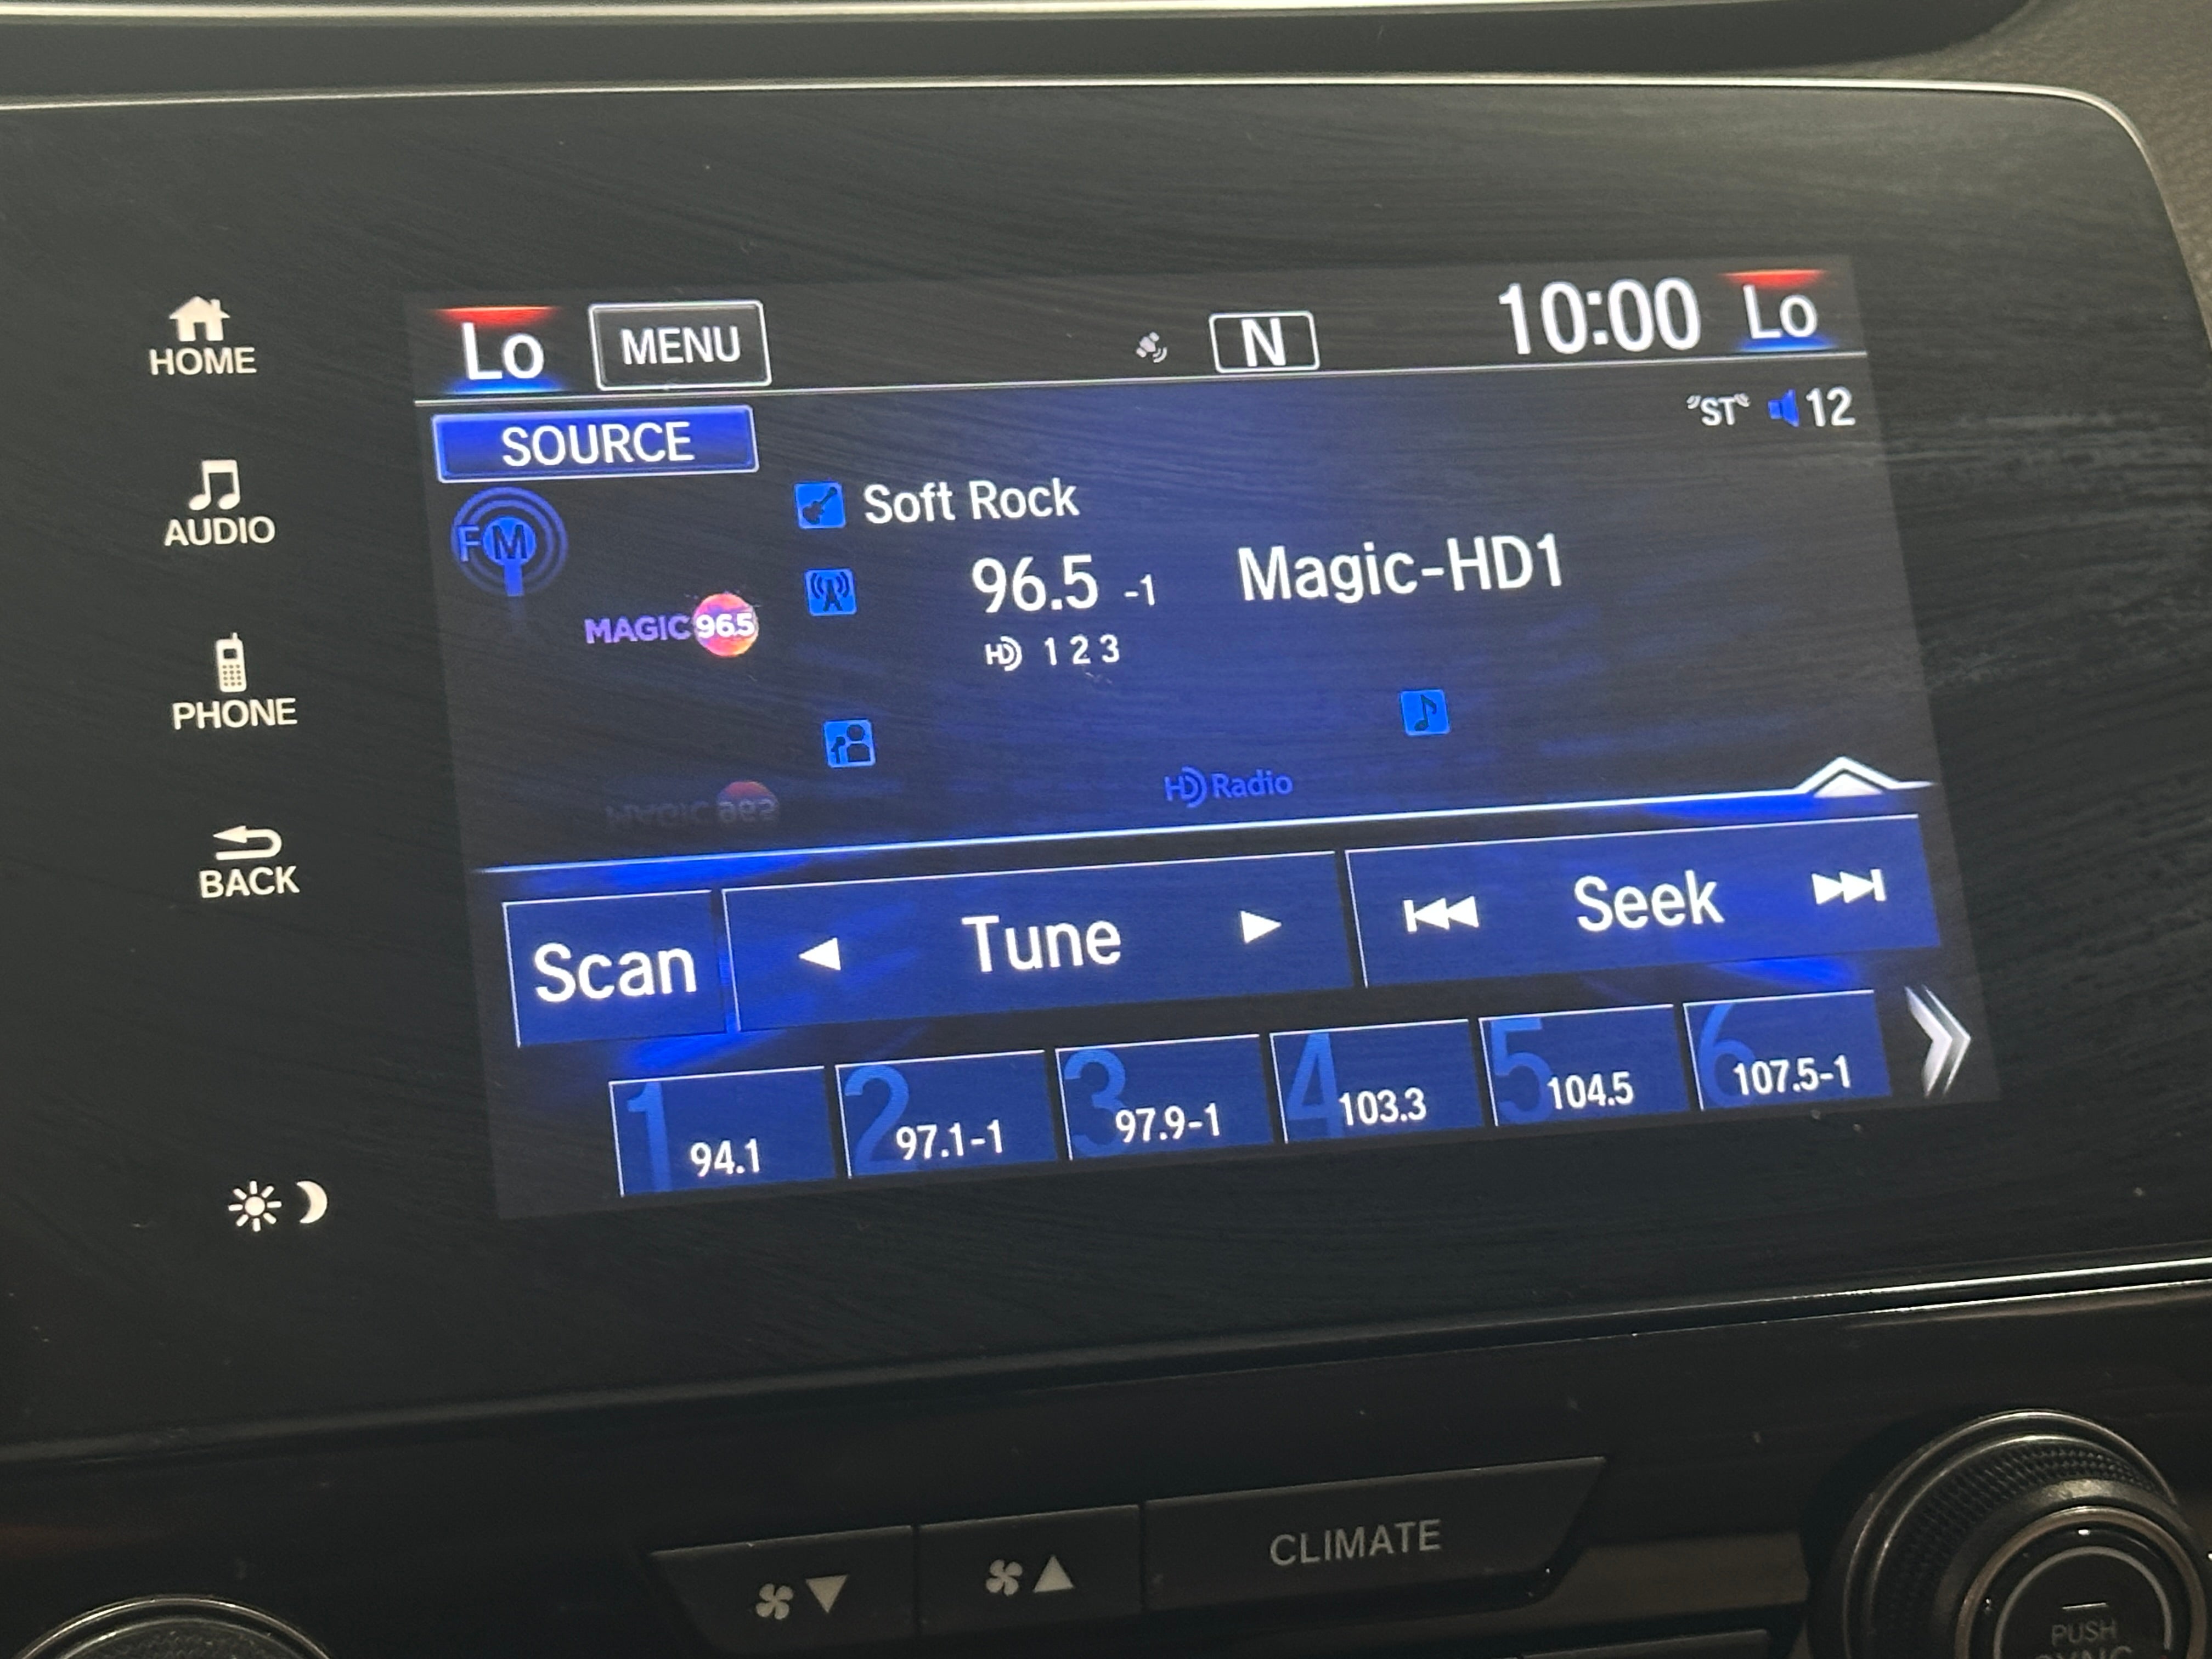 HOME
AUDIO
PHONE
BACK
Lo
MENU
N
10:00
Lo
SOURCE
ST
12
FM
Soft Rock
MAGIC 96.5
96.5 -1
Magic-HD1
HD 1 2 3
HD Radio
Scan
Tune
Seek
1 94.1
2 97.1-1
3 97.9-1
4 103.3
5 104.5
6 107.5-1
CLIMATE
PUSH